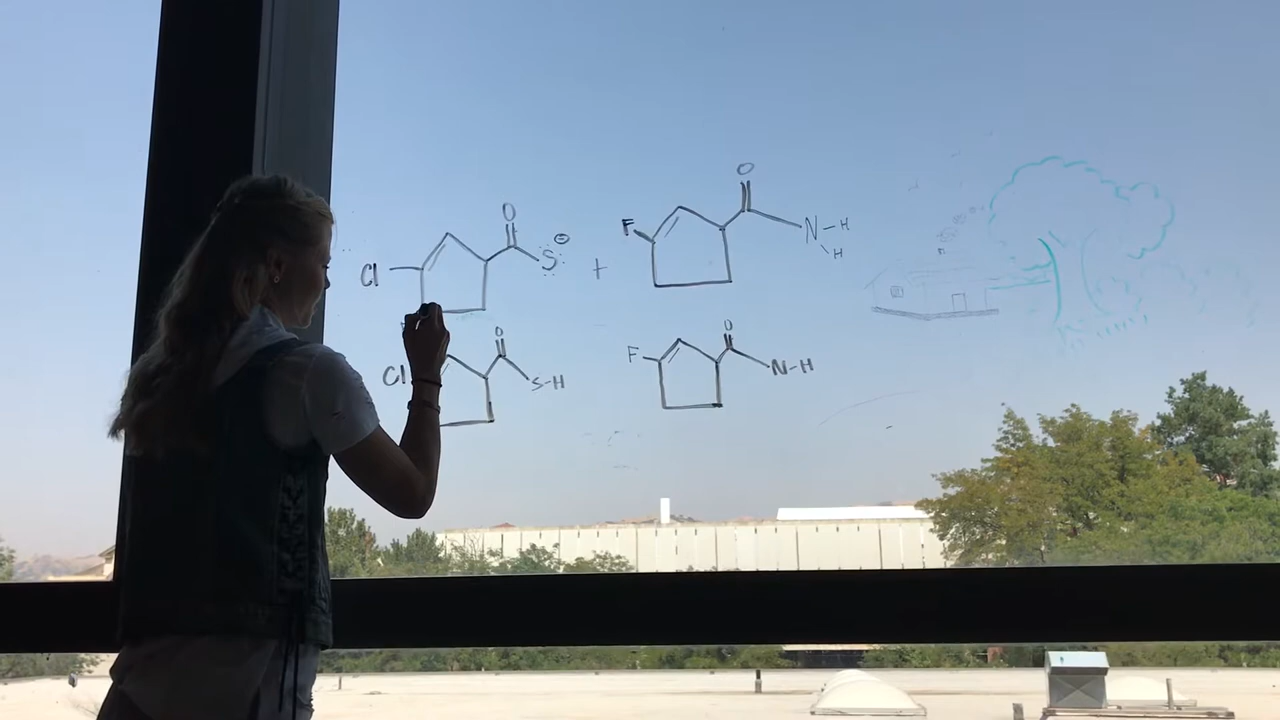 O O
Cl S: ⊖ + F N-H
H
O O
Cl S-H F N-H